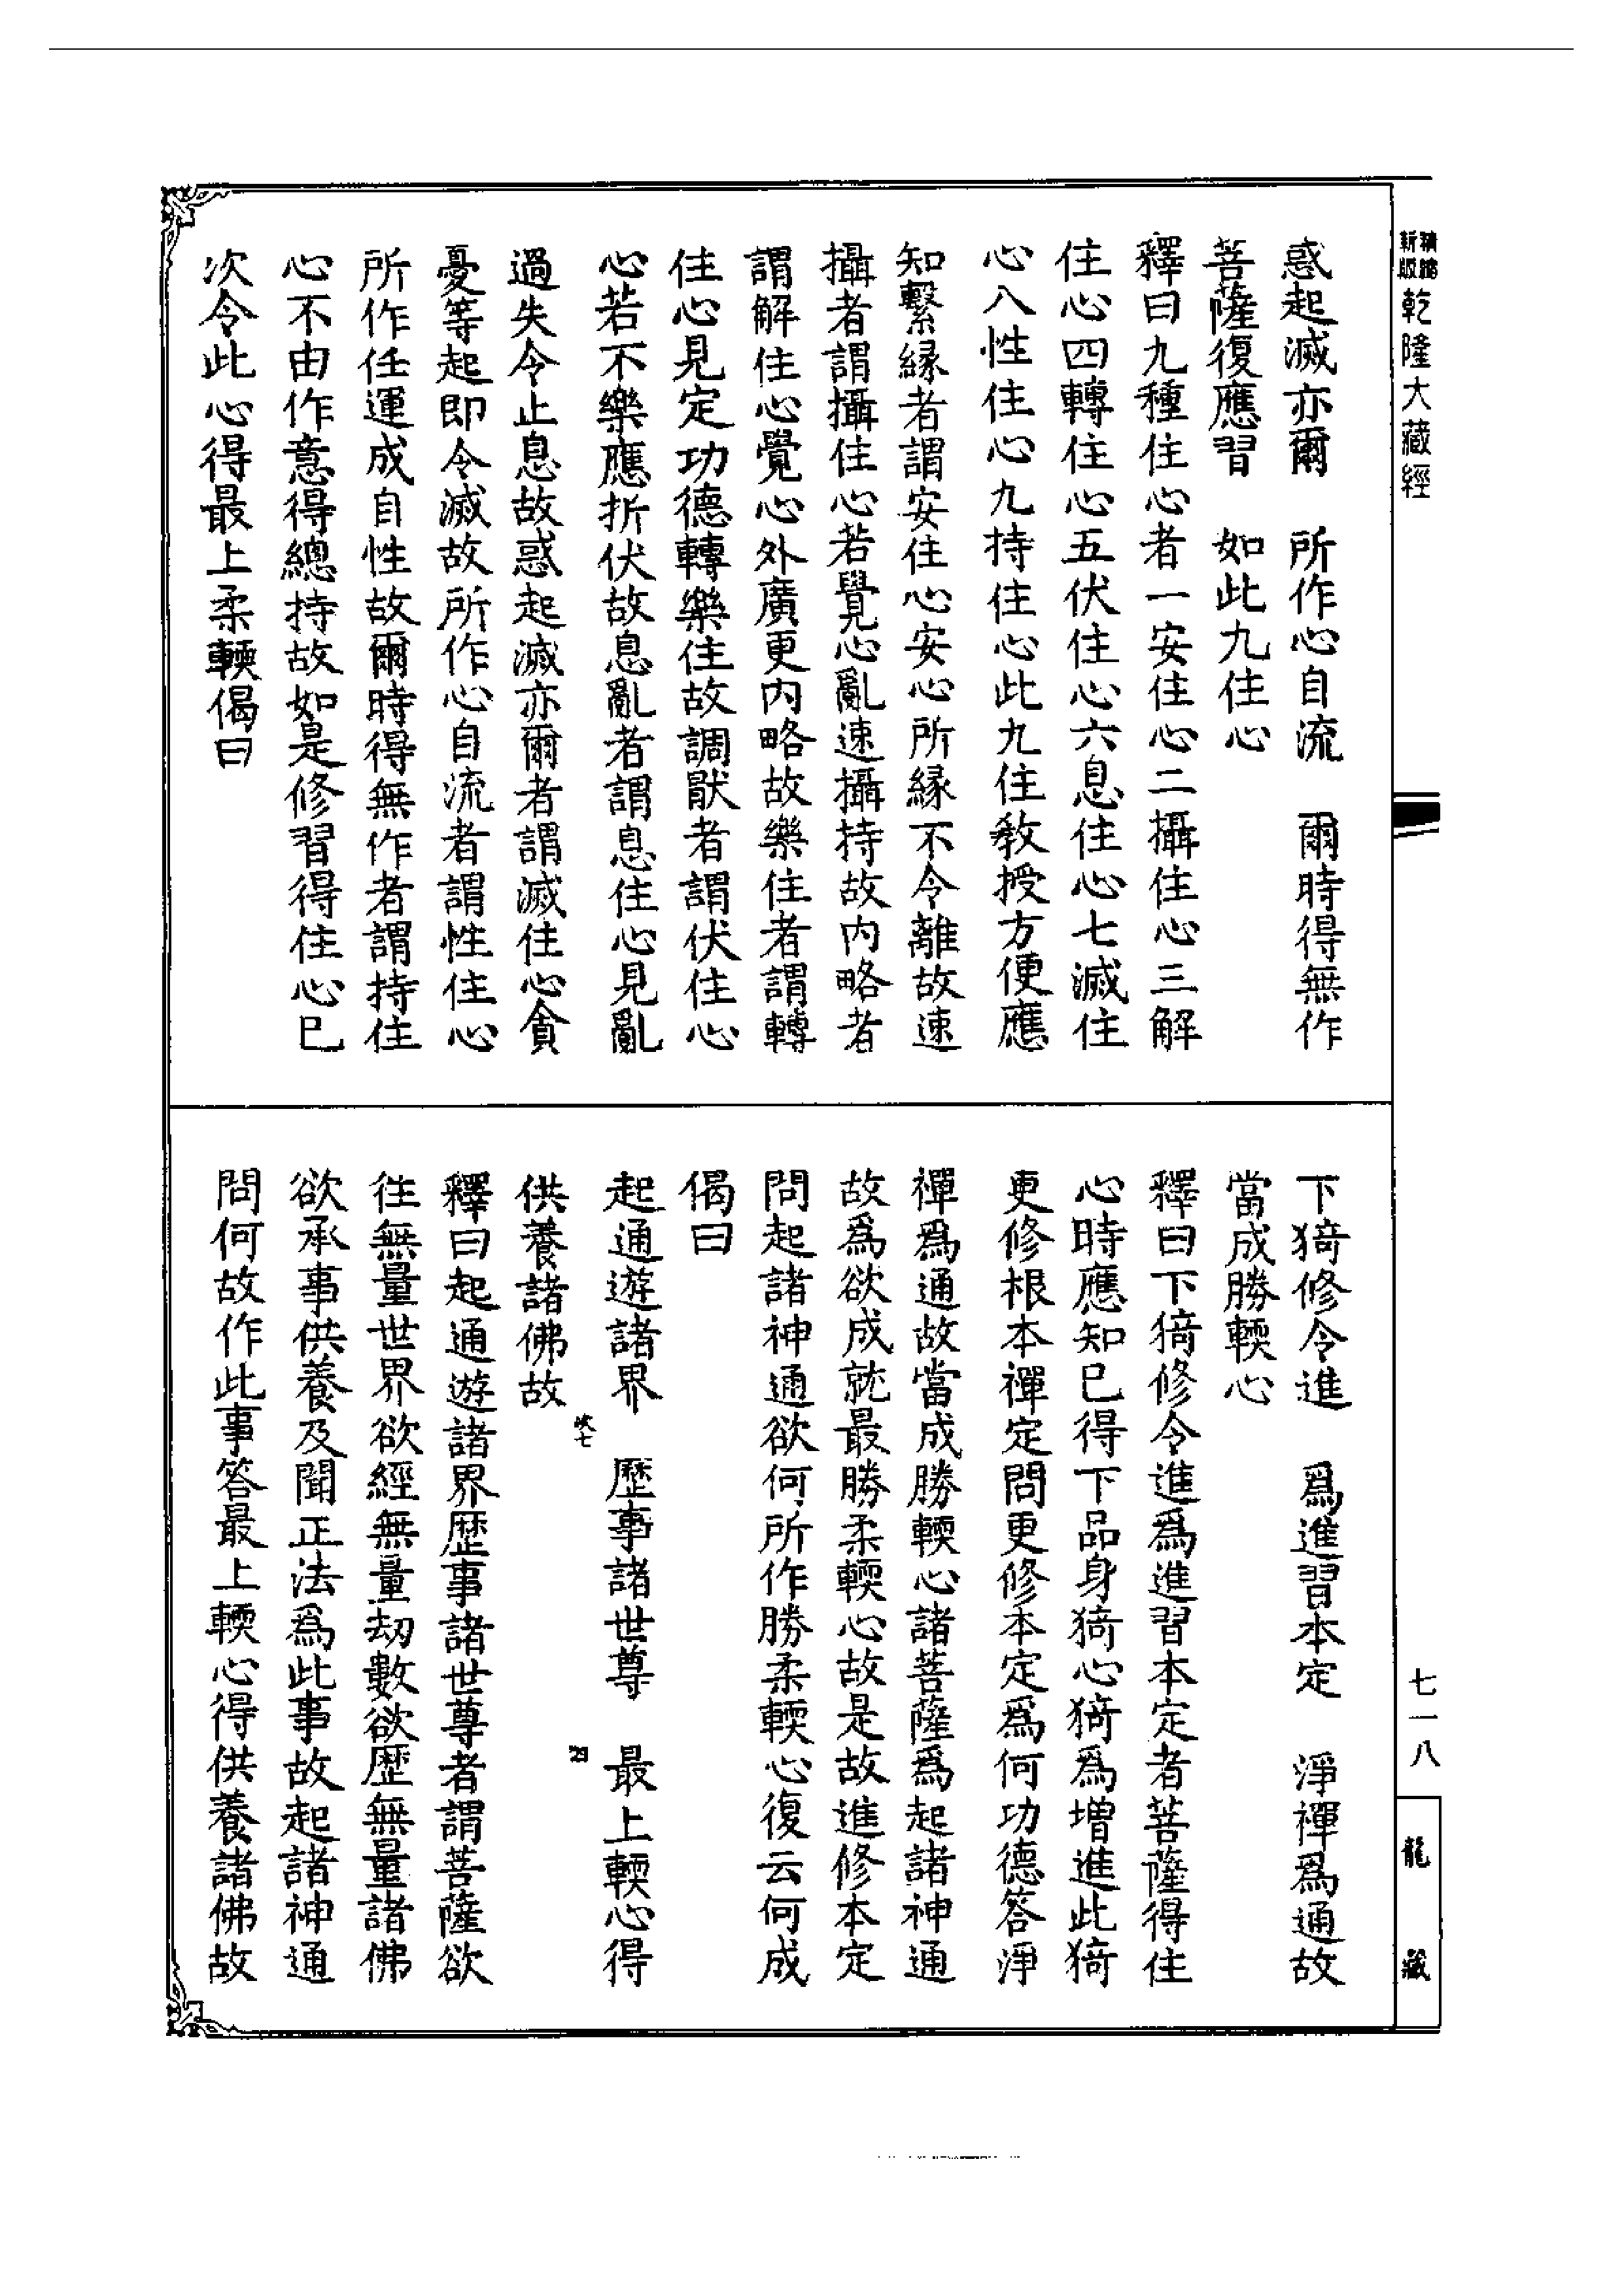 精縮新版乾隆大藏經
惑起滅亦爾　所作心自流　爾時得無作
菩薩復應習　如此九住心
釋曰九種住心者一安住心二攝住心三解
住心四轉住心五伏住心六息住心七滅住
心八性住心九持住心此九住教授方便應
知繫緣者謂安住心安心所緣不令離故速
攝者謂攝住心若覺心亂速攝持故內略者
謂解住心覺心外廣更內略故樂住者謂轉
住心見定功德轉樂住故調厭者謂伏住心
心若不樂應折伏故息亂者謂息住心見亂
過失令止息故惑起滅亦爾者謂滅住心貪
憂等起即令滅故所作心自流者謂性住心
所作任運成自性故爾時得無作者謂持住
心不由作意得總持故如是修習得住心已
次令此心得最上柔輭偈曰
下猗修令進　爲進習本定　淨禪爲通故
當成勝輭心
釋曰下猗修令進爲進習本定者菩薩得住
心時應知已得下品身猗心猗爲增進此猗
更修根本禪定問更修本定爲何功德答淨
禪爲通故當成勝輭心諸菩薩爲起諸神通
故爲欲成就最勝柔輭心故是故進修本定
問起諸神通欲何所作勝柔輭心復云何成
偈曰
起通遊諸界　歷事諸世尊　最上輭心得
供養諸佛故
釋曰起通遊諸界歷事諸世尊者謂菩薩欲
往無量世界欲經無量劫數欲歷無量諸佛
欲承事供養及聞正法爲此事故起諸神通
問何故作此事答最上輭心得供養諸佛故
七一八
龍藏